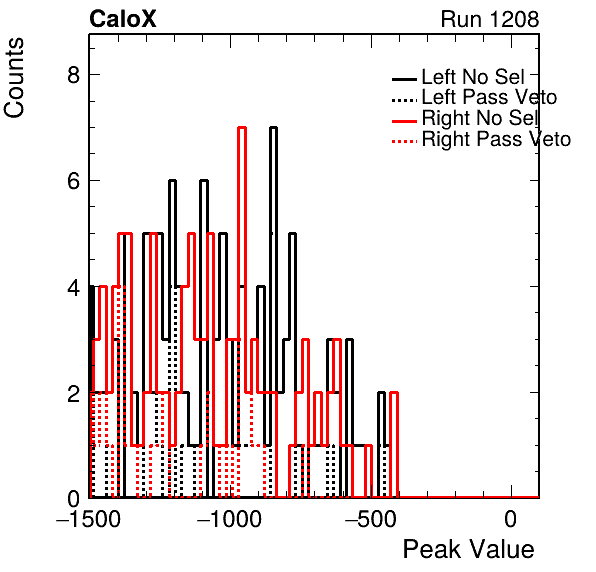 CaloX Run 1208
Counts
8
6
4
2
0
Left No Sel
Left Pass Veto
Right No Sel
Right Pass Veto
−1500 −1000 −500 0
Peak Value